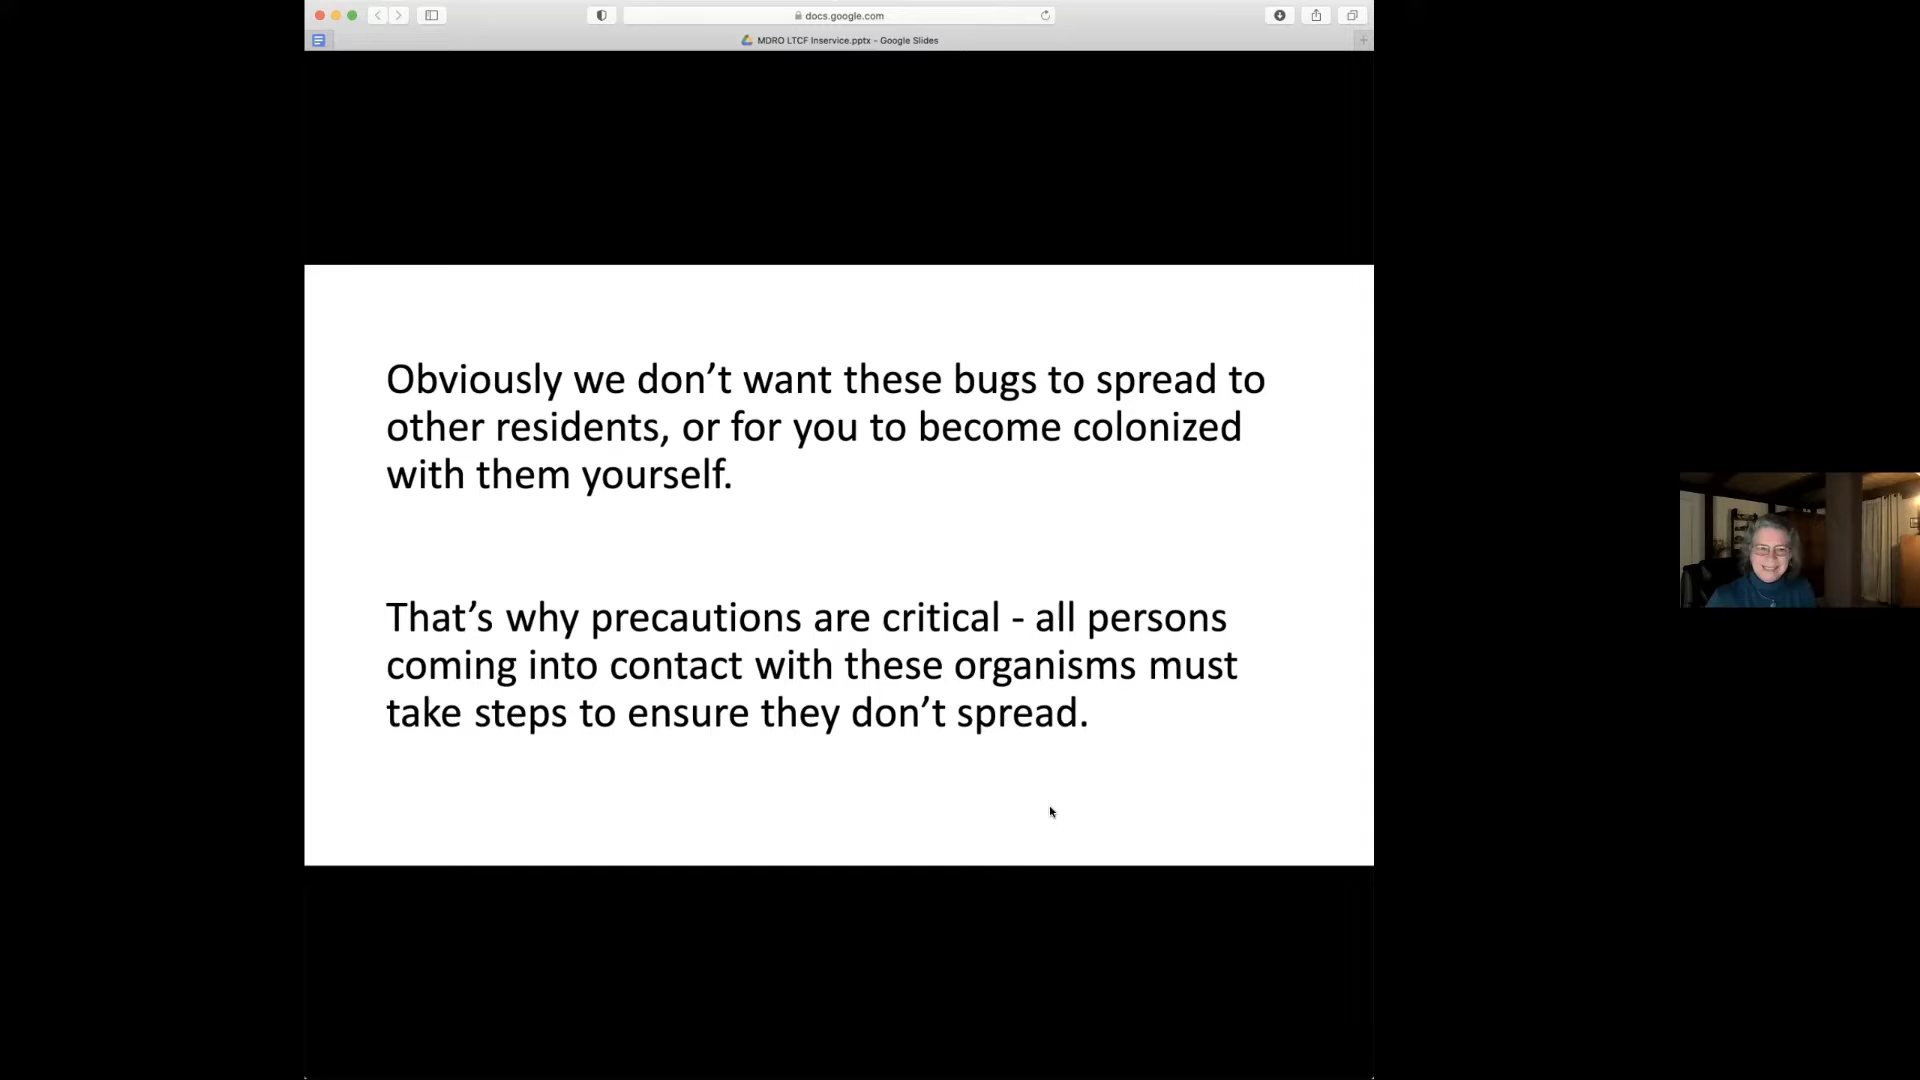 docs.google.com
MDRO LTCF Inservice.pptx - Google Slides
Obviously we don’t want these bugs to spread to
other residents, or for you to become colonized
with them yourself.
That’s why precautions are critical - all persons
coming into contact with these organisms must
take steps to ensure they don’t spread.